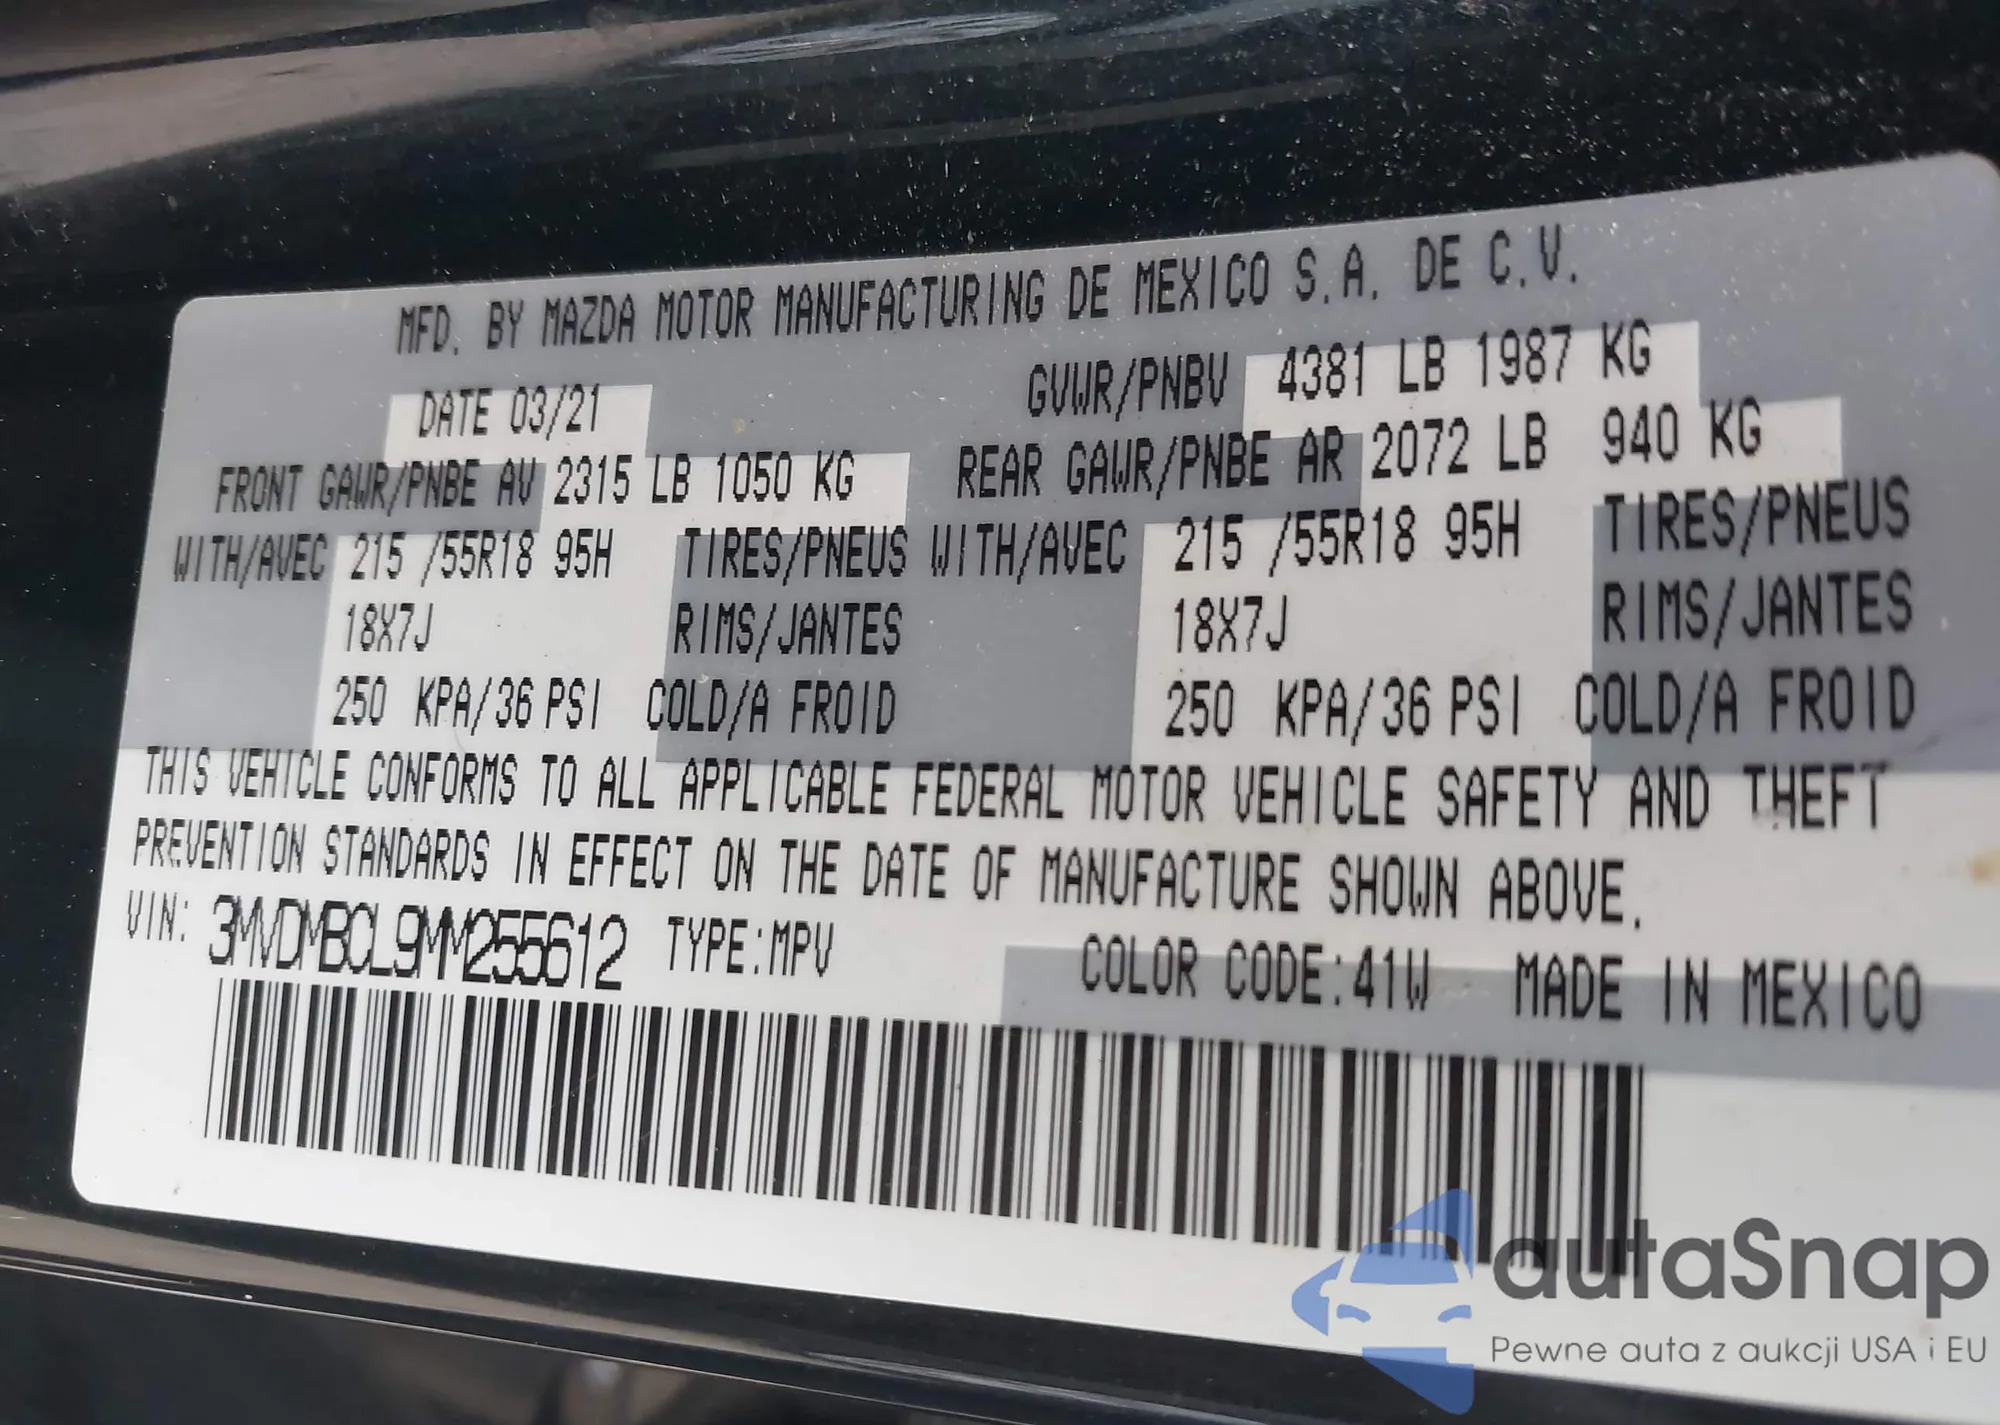 MFD. BY MAZDA MOTOR MANUFACTURING DE MEXICO S.A. DE C.V.
DATE 03/21 GVWR/PNBV 4381 LB 1987 KG
FRONT GAWR/PNBE AV 2315 LB 1050 KG REAR GAWR/PNBE AR 2072 LB 940 KG
WITH/AVEC 215 /55R18 95H TIRES/PNEUS WITH/AVEC 215 /55R18 95H TIRES/PNEUS
18X7J RIMS/JANTES 18X7J RIMS/JANTES
250 KPA/36 PSI COLD/A FROID 250 KPA/36 PSI COLD/A FROID
THIS VEHICLE CONFORMS TO ALL APPLICABLE FEDERAL MOTOR VEHICLE SAFETY AND THEFT
PREVENTION STANDARDS IN EFFECT ON THE DATE OF MANUFACTURE SHOWN ABOVE.
VIN: 3MVDMBCL9MM255612 TYPE:MPV COLOR CODE:41W MADE IN MEXICO
autaSnap
Pewne auta z aukcji USA i EU